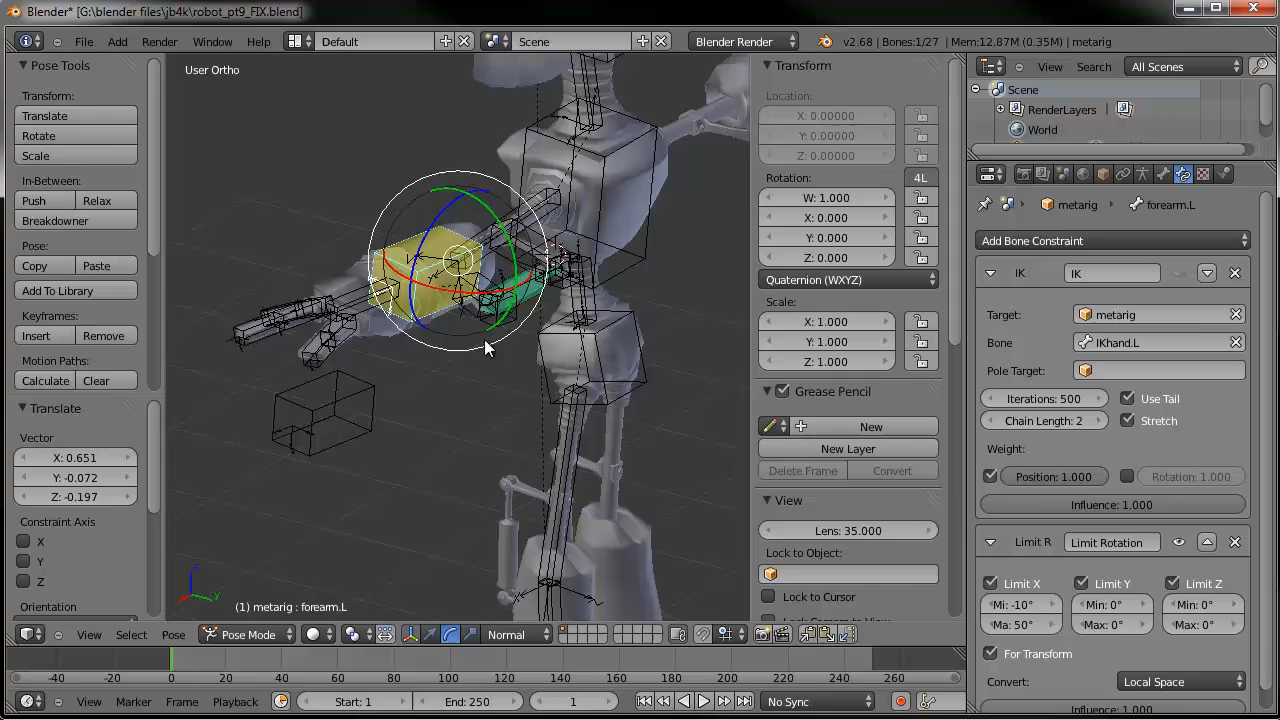 Blender* [G:\blender files\jb4k\robot_pt9_FIX.blend]
File Add Render Window Help Default Scene Blender Render v2.68 | Bones:1/27 | Mem:12.87M (0.35M) | metarig
Pose Tools
Transform:
Translate
Rotate
Scale
In-Between:
Push Relax
Breakdowner
Pose:
Copy Paste
Add To Library
Keyframes:
Insert Remove
Motion Paths:
Calculate Clear
Translate
Vector
X: 0.651
Y: -0.072
Z: -0.197
Constraint Axis
X
Y
Z
Orientation
User Ortho
(1) metarig : forearm.L
View Select Pose Pose Mode Normal
Transform
Location:
X: 0.00000
Y: 0.00000
Z: 0.00000
Rotation: 4L
W: 1.000
X: 0.000
Y: 0.000
Z: 0.000
Quaternion (WXYZ)
Scale:
X: 1.000
Y: 1.000
Z: 1.000
Grease Pencil
New
New Layer
Delete Frame Convert
View
Lens: 35.000
Lock to Object:
Lock to Cursor
Lock Camera to View
View Search All Scenes
Scene
RenderLayers
World
metarig forearm.L
Add Bone Constraint
IK IK
Target: metarig
Bone IKhand.L
Pole Target:
Iterations: 500 Use Tail
Chain Length: 2 Stretch
Weight:
Position: 1.000 Rotation: 1.000
Influence: 1.000
Limit R Limit Rotation
Limit X Limit Y Limit Z
Mi: -10° Min: 0° Min: 0°
Ma: 50° Max: 0° Max: 0°
For Transform
Convert: Local Space
Influence: 1.000
-40 -20 0 20 40 60 80 100 120 140 160 180 200 220 240 260
View Marker Frame Playback Start: 1 End: 250 1 No Sync